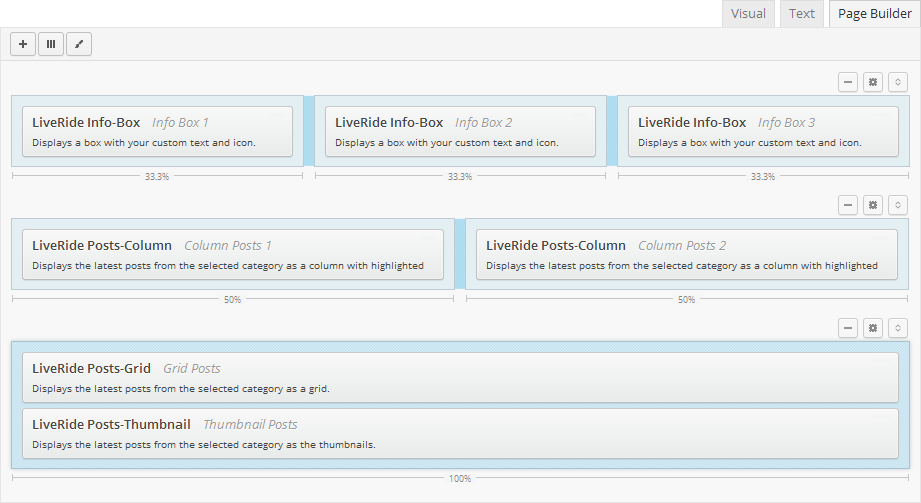 Visual Text Page Builder
LiveRide Info-Box Info Box 1 LiveRide Info-Box Info Box 2 LiveRide Info-Box Info Box 3
Displays a box with your custom text and icon. Displays a box with your custom text and icon. Displays a box with your custom text and icon.
33.3% 33.3% 33.3%
LiveRide Posts-Column Column Posts 1 LiveRide Posts-Column Column Posts 2
Displays the latest posts from the selected category as a column with highlighted Displays the latest posts from the selected category as a column with highlighted
50% 50%
LiveRide Posts-Grid Grid Posts
Displays the latest posts from the selected category as a grid.
LiveRide Posts-Thumbnail Thumbnail Posts
Displays the latest posts from the selected category as the thumbnails.
100%